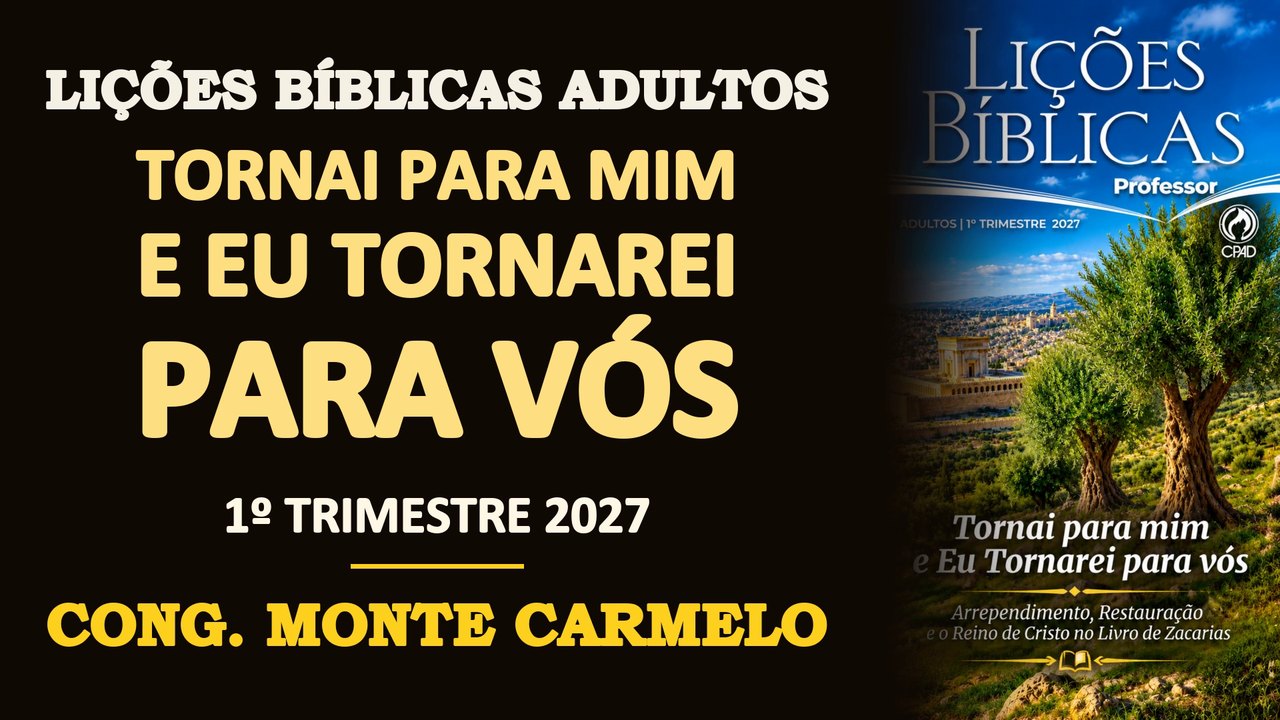 LIÇÕES BÍBLICAS ADULTOS
TORNAI PARA MIM
E EU TORNAREI
PARA VÓS
1º TRIMESTRE 2027
CONG. MONTE CARMELO
LIÇÕES
BÍBLICAS
Professor
ADULTOS | 1º TRIMESTRE 2027
CPAD
Tornai para mim
e Eu Tornarei para vós
Arrependimento, Restauração
e o Reino de Cristo no Livro de Zacarias